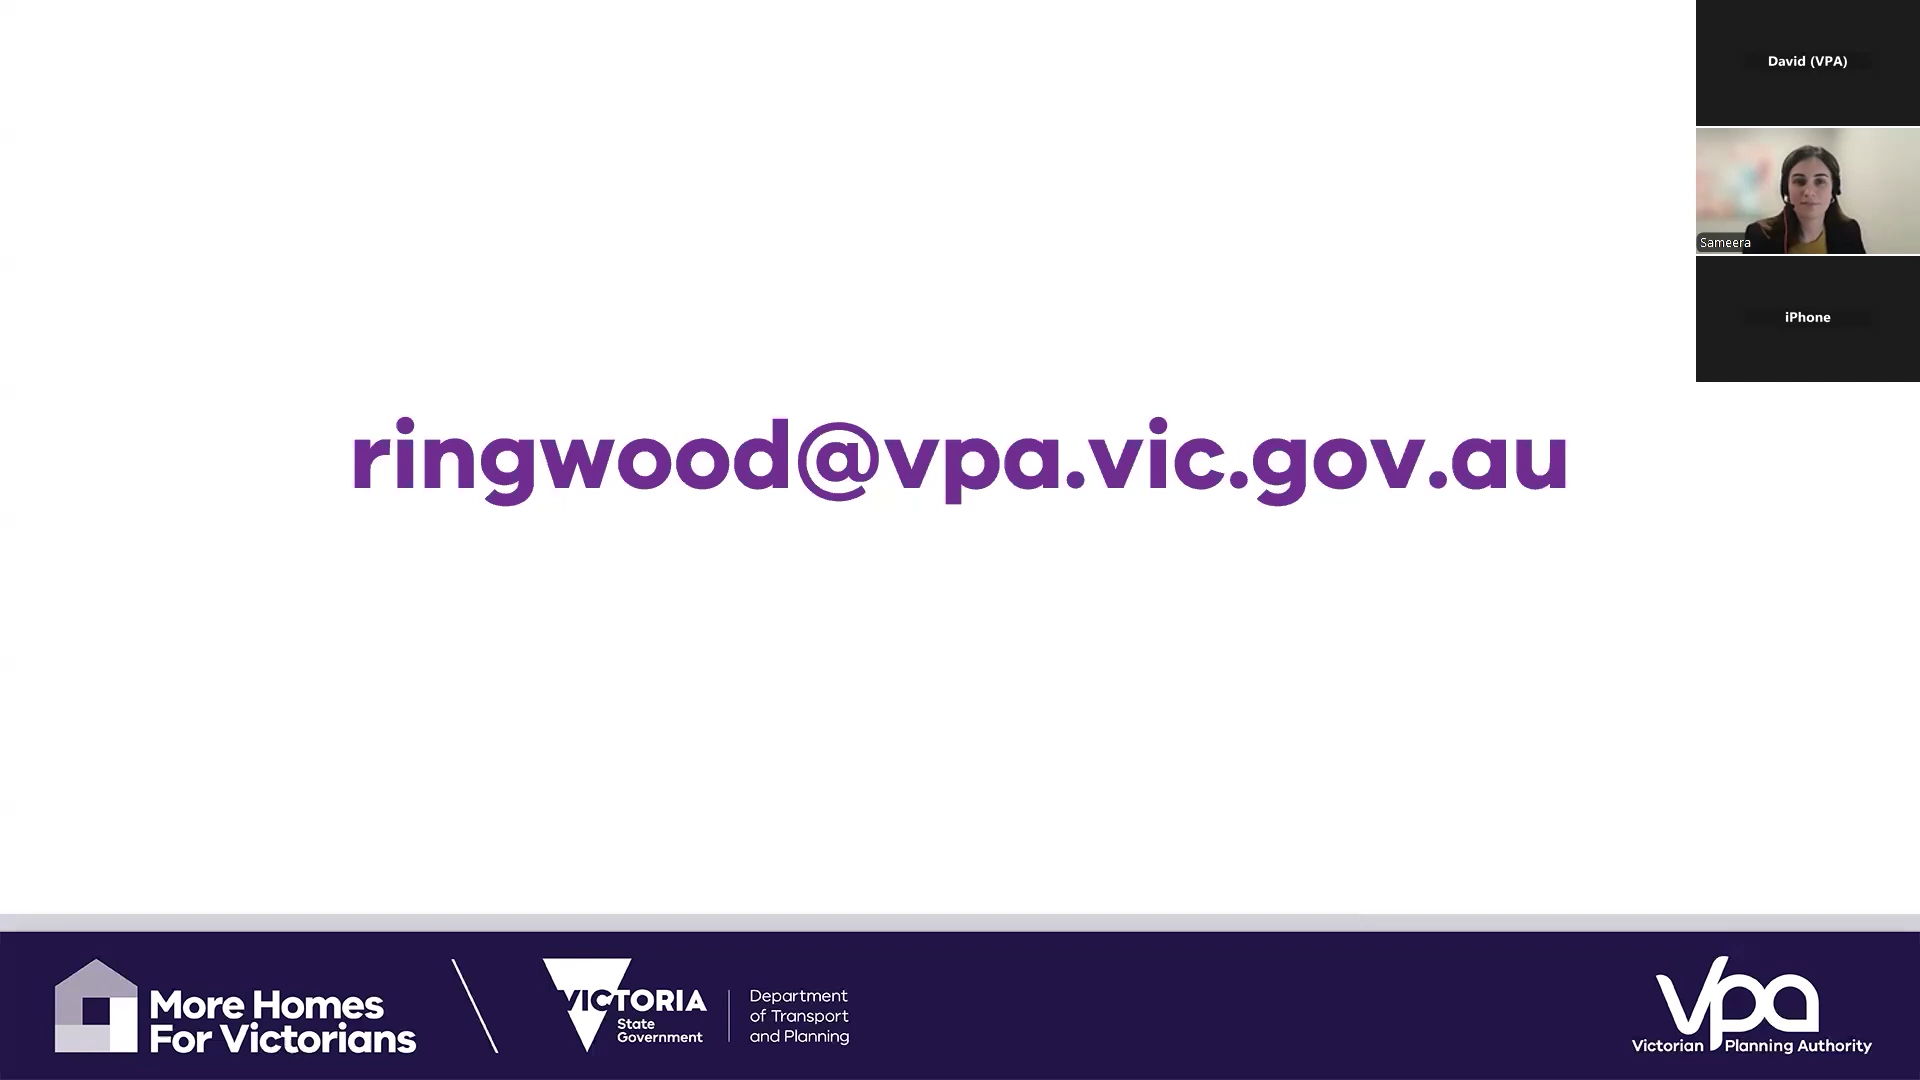 David (VPA)
Sameera
iPhone
ringwood@vpa.vic.gov.au
More Homes
For Victorians
VICTORIA
State
Government
Department
of Transport
and Planning
vpa
Victorian Planning Authority